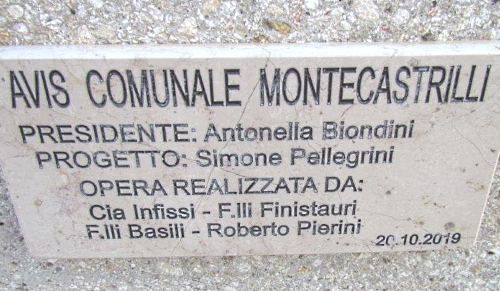 AVIS COMUNALE MONTECASTRILLI
PRESIDENTE: Antonella Biondini
PROGETTO: Simone Pellegrini
OPERA REALIZZATA DA:
Cia Infissi - F.lli Finistauri
F.lli Basili - Roberto Pierini
20.10.2019